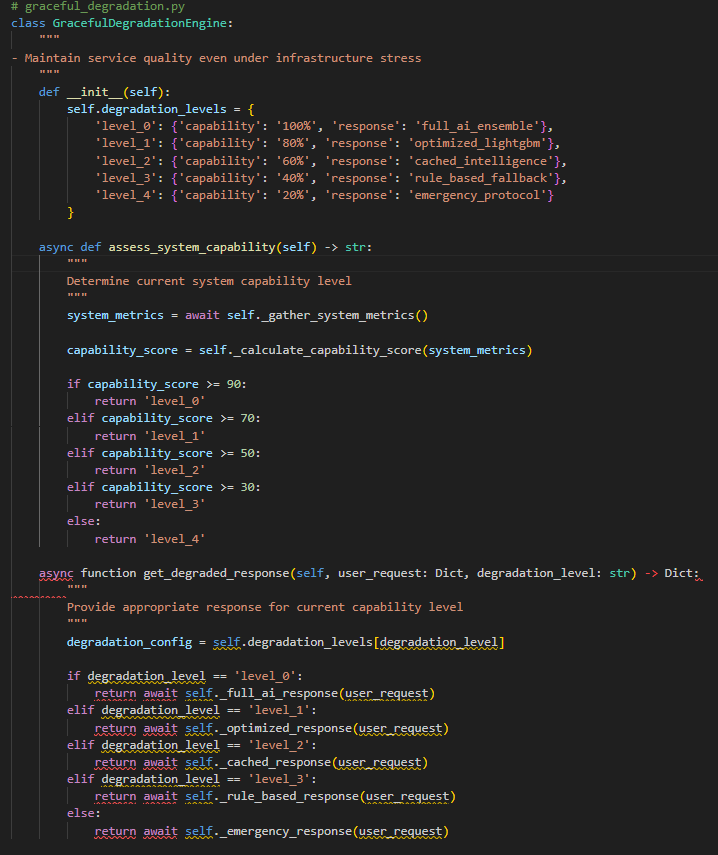 # graceful_degradation.py
class GracefulDegradationEngine:
    """
- Maintain service quality even under infrastructure stress
    """
    def __init__(self):
        self.degradation_levels = {
            'level_0': {'capability': '100%', 'response': 'full_ai_ensemble'},
            'level_1': {'capability': '80%', 'response': 'optimized_lightgbm'},
            'level_2': {'capability': '60%', 'response': 'cached_intelligence'},
            'level_3': {'capability': '40%', 'response': 'rule_based_fallback'},
            'level_4': {'capability': '20%', 'response': 'emergency_protocol'}
        }

    async def assess_system_capability(self) -> str:
        """
        Determine current system capability level
        """
        system_metrics = await self._gather_system_metrics()

        capability_score = self._calculate_capability_score(system_metrics)

        if capability_score >= 90:
            return 'level_0'
        elif capability_score >= 70:
            return 'level_1'
        elif capability_score >= 50:
            return 'level_2'
        elif capability_score >= 30:
            return 'level_3'
        else:
            return 'level_4'

    async function get_degraded_response(self, user_request: Dict, degradation_level: str) -> Dict:
        """
        Provide appropriate response for current capability level
        """
        degradation_config = self.degradation_levels[degradation_level]

        if degradation_level == 'level_0':
            return await self._full_ai_response(user_request)
        elif degradation_level == 'level_1':
            return await self._optimized_response(user_request)
        elif degradation_level == 'level_2':
            return await self._cached_response(user_request)
        elif degradation_level == 'level_3':
            return await self._rule_based_response(user_request)
        else:
            return await self._emergency_response(user_request)